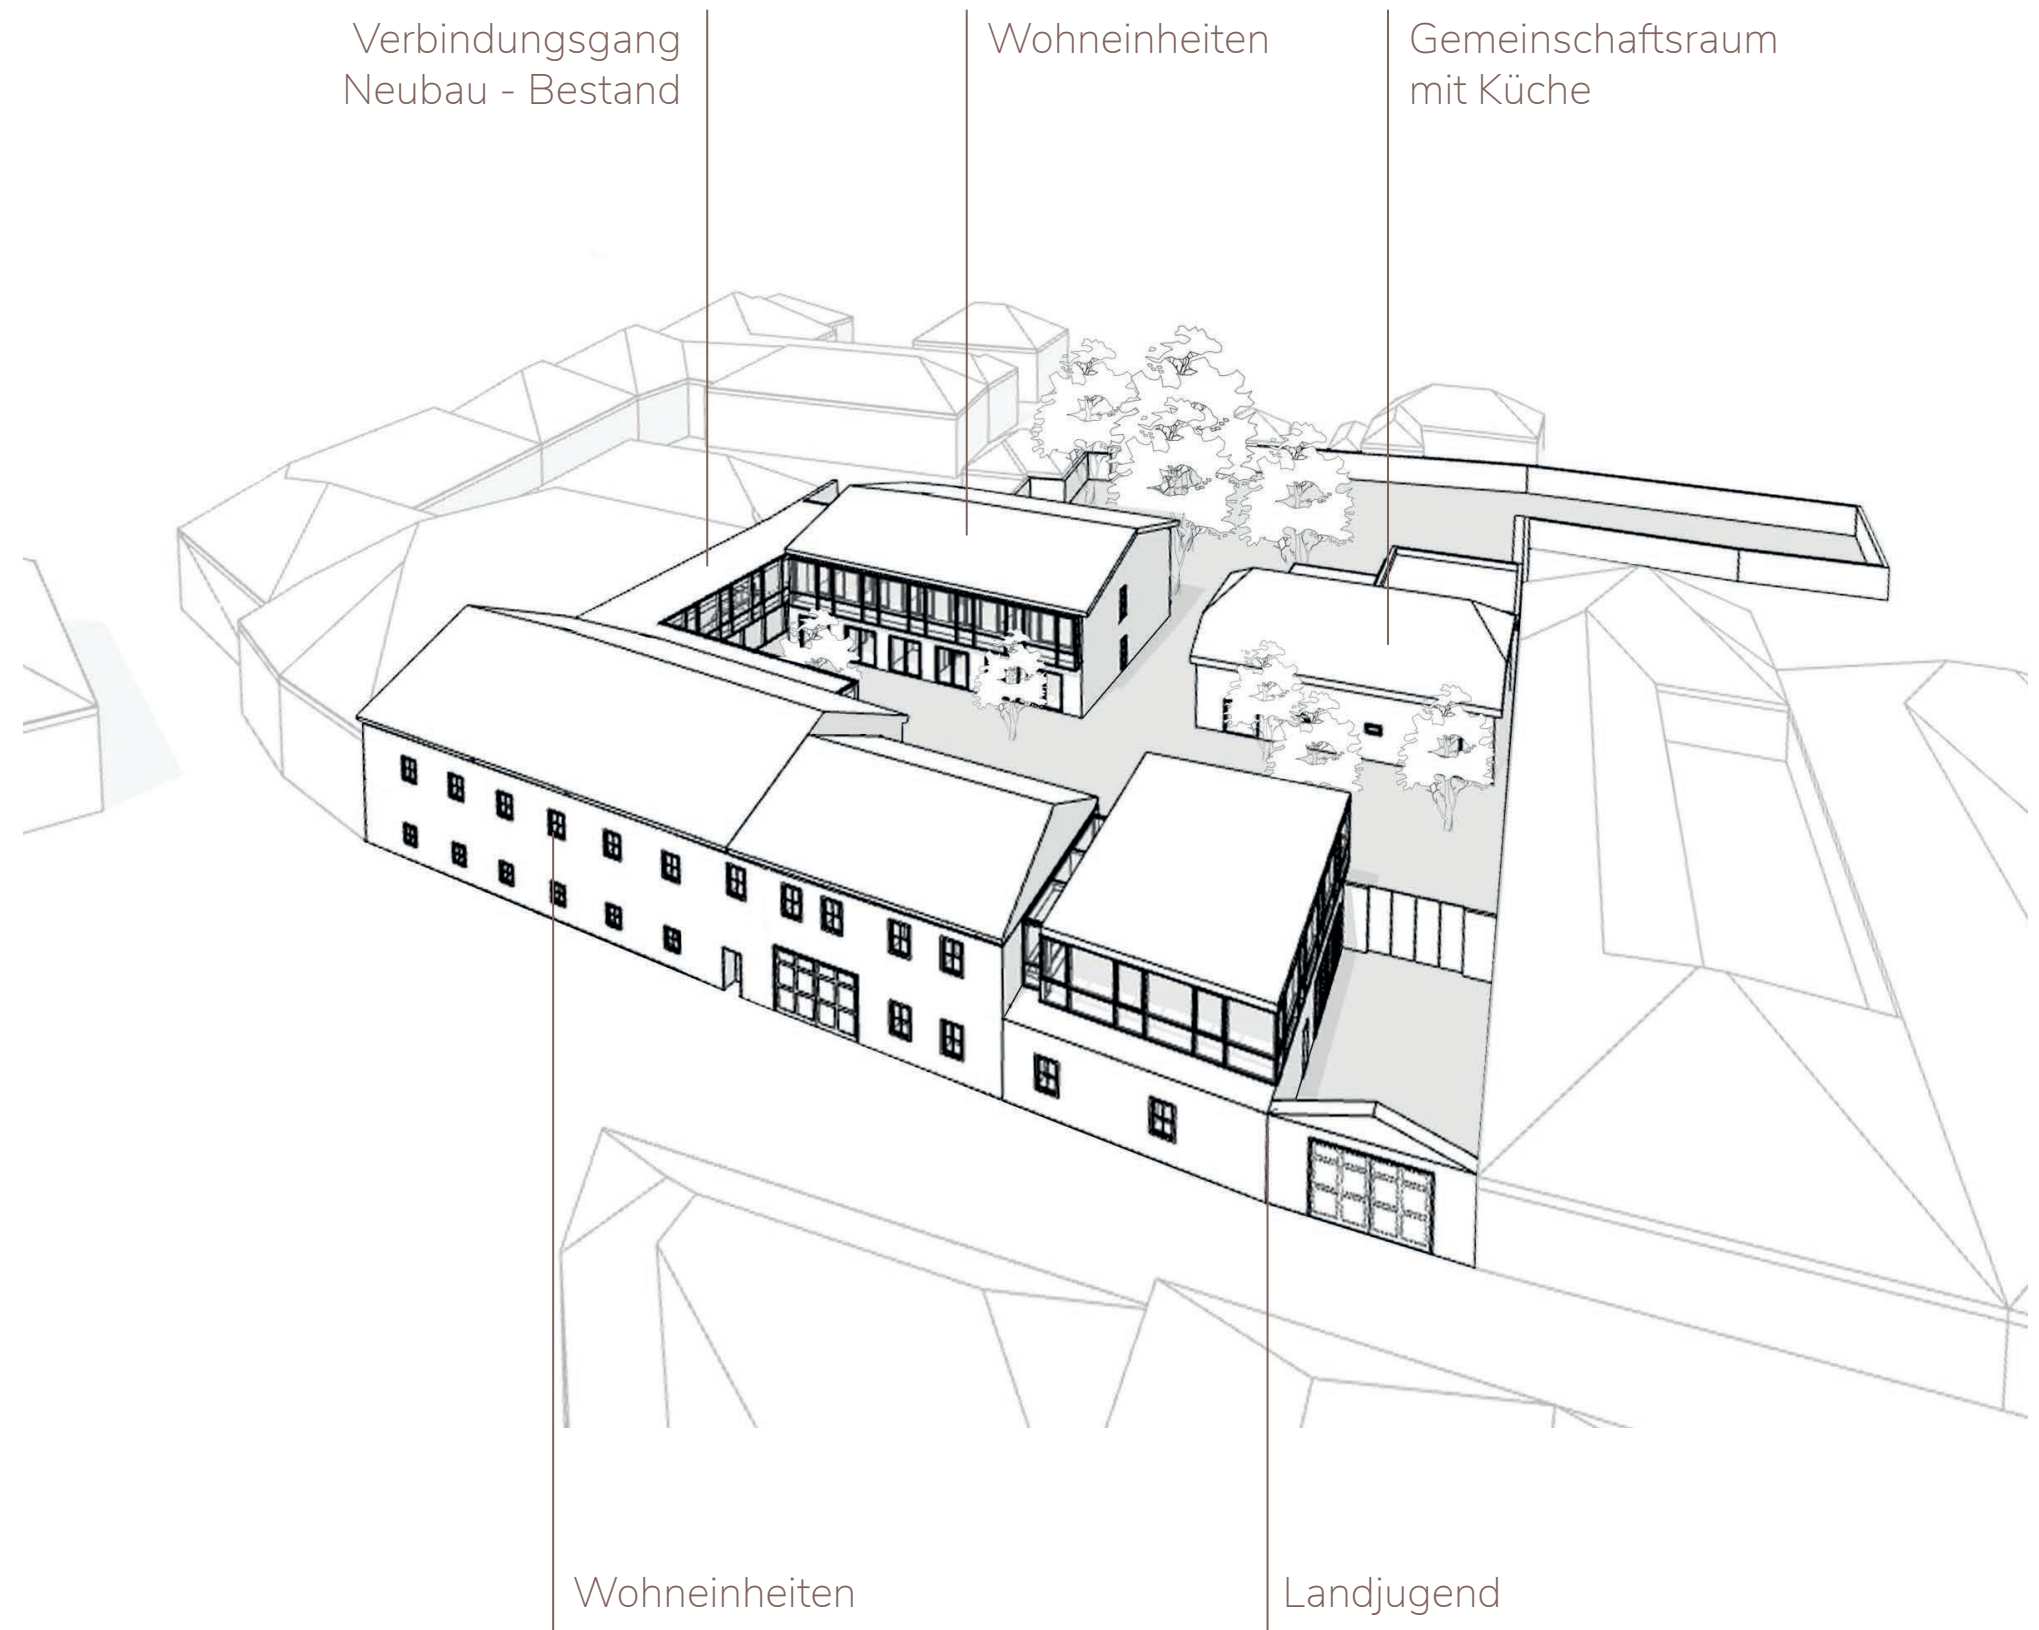 Verbindungsgang
Neubau - Bestand
Wohneinheiten
Gemeinschaftsraum
mit Küche
Wohneinheiten
Landjugend